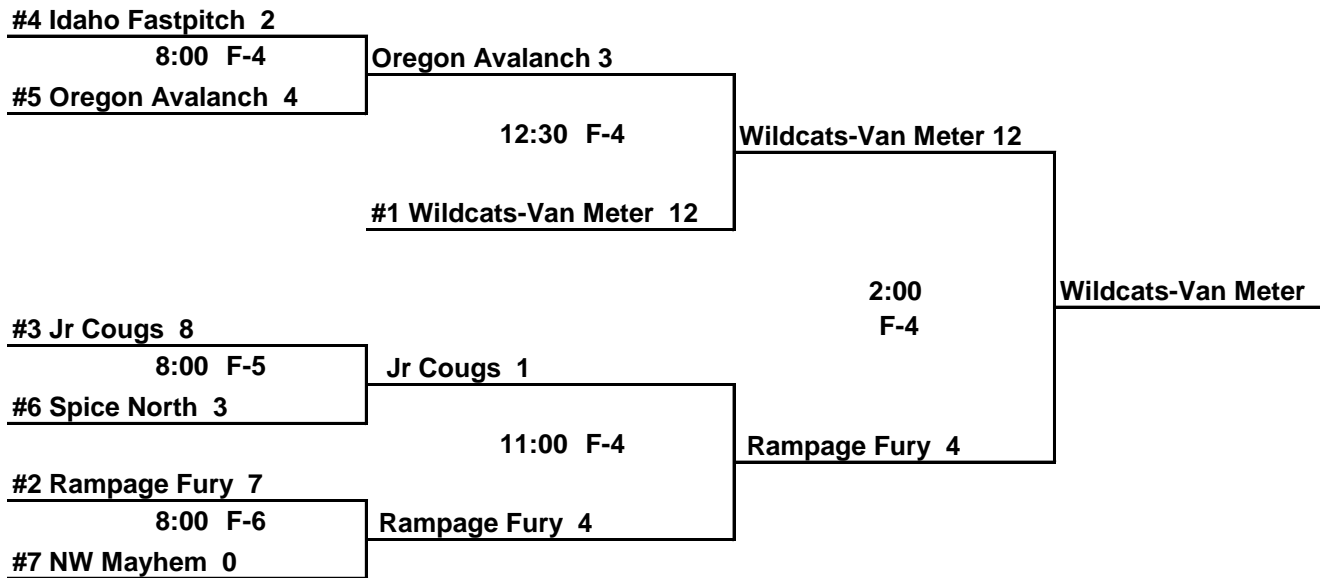 #4 Idaho Fastpitch 2
8:00 F-4
Oregon Avalanch 3
#5 Oregon Avalanch 4
12:30 F-4
Wildcats-Van Meter 12
#1 Wildcats-Van Meter 12
2:00
F-4
Wildcats-Van Meter
#3 Jr Cougs 8
8:00 F-5
Jr Cougs 1
#6 Spice North 3
11:00 F-4
Rampage Fury 4
#2 Rampage Fury 7
8:00 F-6
Rampage Fury 4
#7 NW Mayhem 0